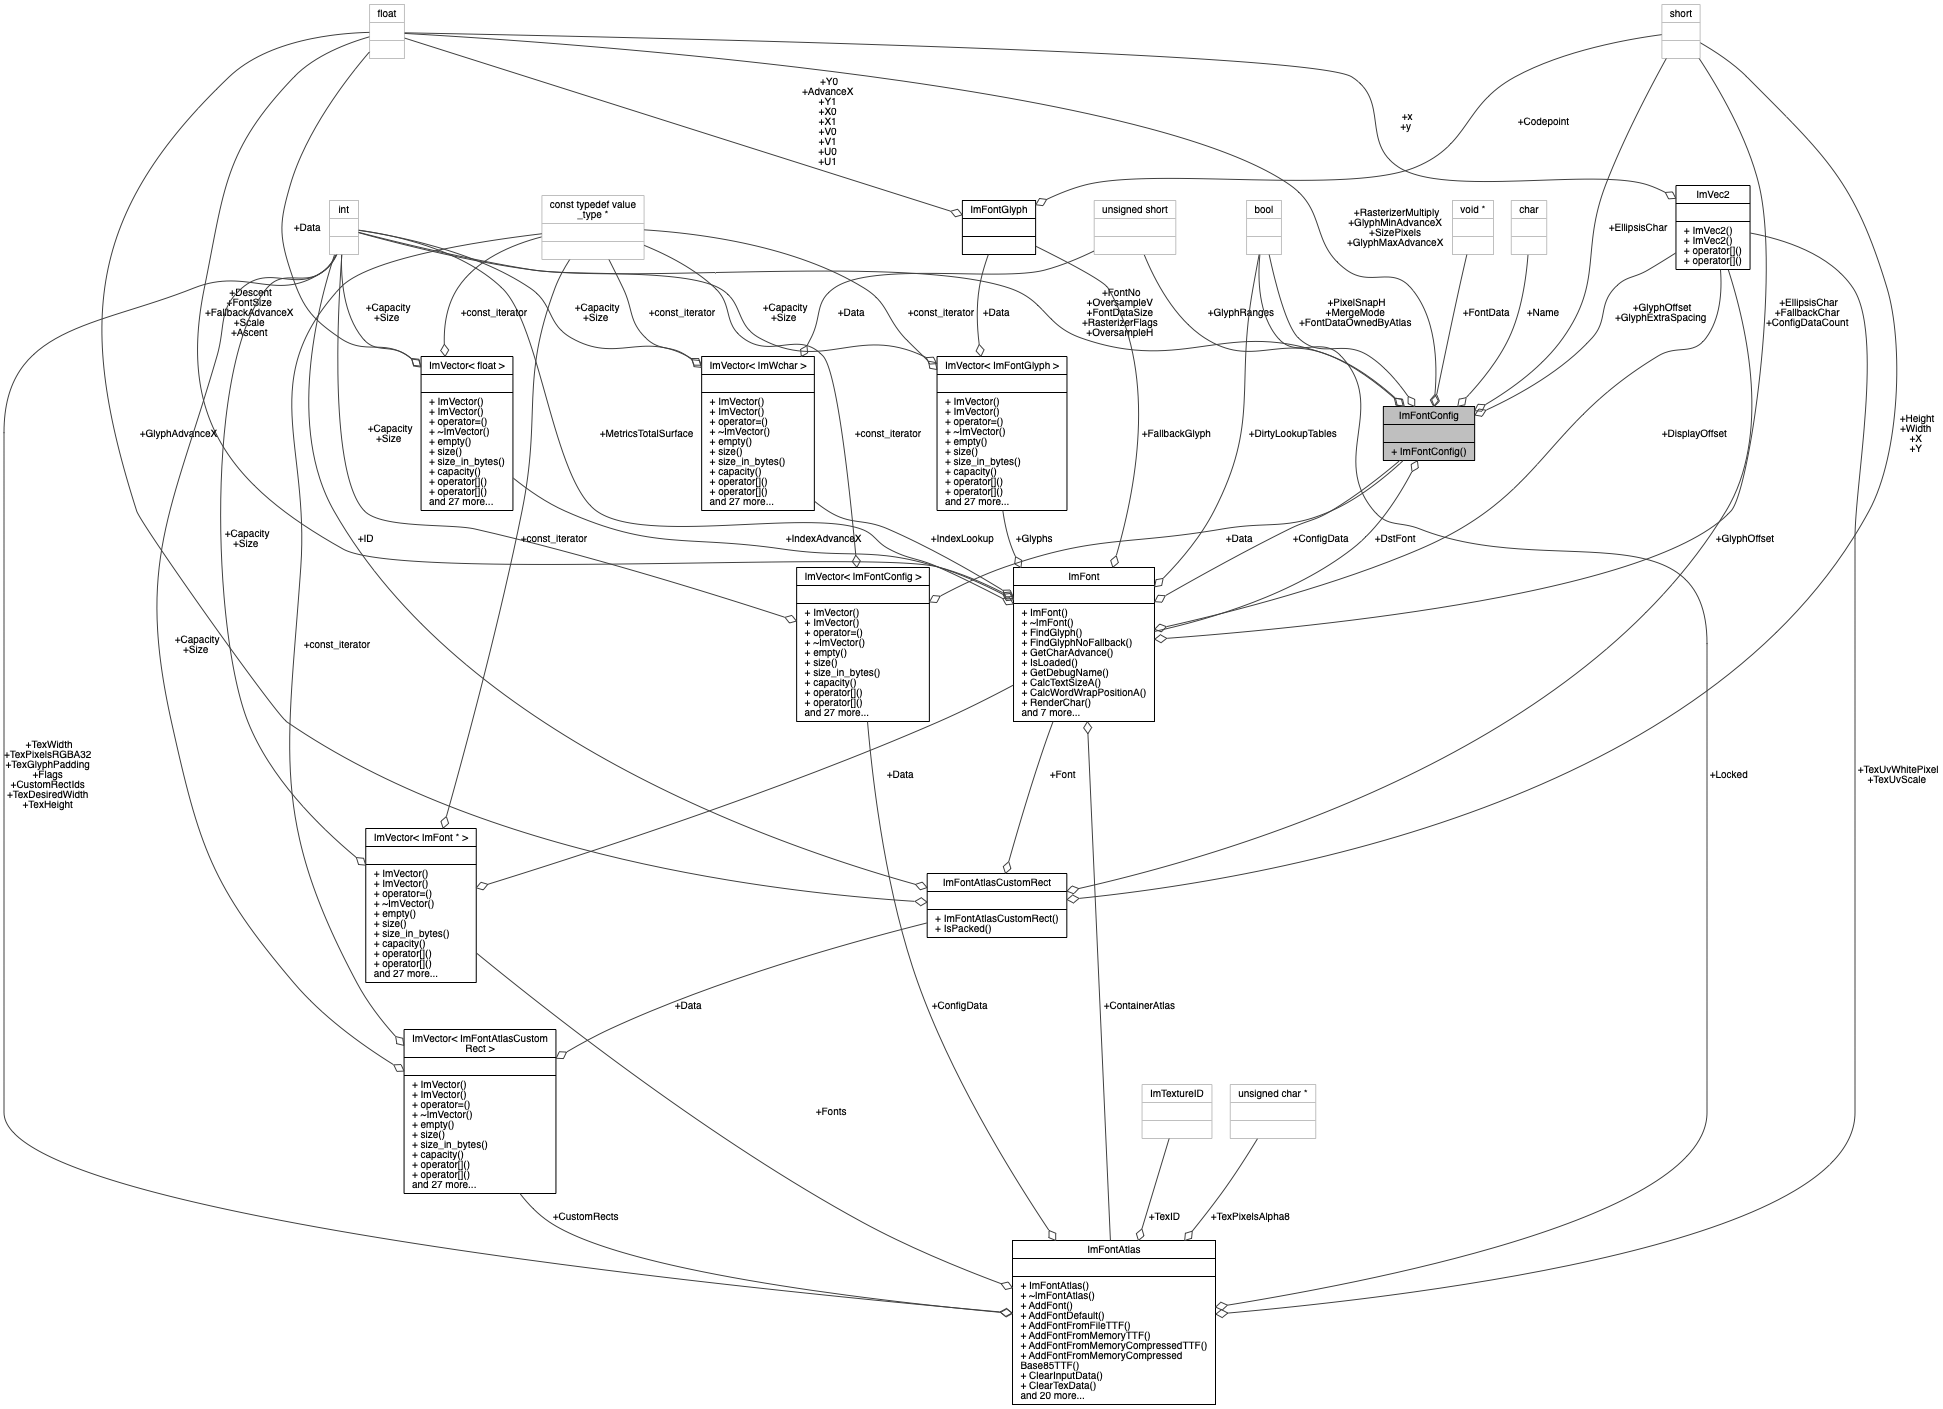 float
short
+Y0
+AdvanceX
+Y1
+X0
+X1
+V0
+V1
+U0
+U1
+x
+y
+Codepoint
int
const typedef value
_type *
ImFontGlyph
unsigned short
bool
void *
char
ImVec2
+ ImVec2()
+ ImVec2()
+ operator[]()
+ operator[]()
+Data
+RasterizerMultiply
+GlyphMinAdvanceX
+SizePixels
+GlyphMaxAdvanceX
+EllipsisChar
+Descent
+FontSize
+FallbackAdvanceX
+Scale
+Ascent
+Capacity
+Size
+const_iterator
+Capacity
+Size
+const_iterator
+Capacity
+Size
+Data
+const_iterator
+Data
+FontNo
+OversampleV
+FontDataSize
+RasterizerFlags
+OversampleH
+GlyphRanges
+PixelSnapH
+MergeMode
+FontDataOwnedByAtlas
+FontData
+Name
+GlyphOffset
+GlyphExtraSpacing
+EllipsisChar
+FallbackChar
+ConfigDataCount
ImVector< float >
+ ImVector()
+ ImVector()
+ operator=()
+ ~ImVector()
+ empty()
+ size()
+ size_in_bytes()
+ capacity()
+ operator[]()
+ operator[]()
and 27 more...
ImVector< ImWchar >
+ ImVector()
+ ImVector()
+ operator=()
+ ~ImVector()
+ empty()
+ size()
+ size_in_bytes()
+ capacity()
+ operator[]()
+ operator[]()
and 27 more...
ImVector< ImFontGlyph >
+ ImVector()
+ ImVector()
+ operator=()
+ ~ImVector()
+ empty()
+ size()
+ size_in_bytes()
+ capacity()
+ operator[]()
+ operator[]()
and 27 more...
ImFontConfig
+ ImFontConfig()
+GlyphAdvanceX
+Capacity
+Size
+MetricsTotalSurface
+const_iterator
+FallbackGlyph
+DirtyLookupTables
+DisplayOffset
+Height
+Width
+X
+Y
+Capacity
+Size
+ID
+const_iterator
+IndexAdvanceX
+IndexLookup
+Glyphs
+Data
+ConfigData
+DstFont
+GlyphOffset
ImVector< ImFontConfig >
+ ImVector()
+ ImVector()
+ operator=()
+ ~ImVector()
+ empty()
+ size()
+ size_in_bytes()
+ capacity()
+ operator[]()
+ operator[]()
and 27 more...
ImFont
+ ImFont()
+ ~ImFont()
+ FindGlyph()
+ FindGlyphNoFallback()
+ GetCharAdvance()
+ IsLoaded()
+ GetDebugName()
+ CalcTextSizeA()
+ CalcWordWrapPositionA()
+ RenderChar()
and 7 more...
+Capacity
+Size
+const_iterator
+TexWidth
+TexPixelsRGBA32
+TexGlyphPadding
+Flags
+CustomRectIds
+TexDesiredWidth
+TexHeight
+Data
+Font
+Locked
+TexUvWhitePixel
+TexUvScale
ImVector< ImFont * >
+ ImVector()
+ ImVector()
+ operator=()
+ ~ImVector()
+ empty()
+ size()
+ size_in_bytes()
+ capacity()
+ operator[]()
+ operator[]()
and 27 more...
ImFontAtlasCustomRect
+ ImFontAtlasCustomRect()
+ IsPacked()
+Data
+ConfigData
+ContainerAtlas
ImVector< ImFontAtlasCustom
Rect >
+ ImVector()
+ ImVector()
+ operator=()
+ ~ImVector()
+ empty()
+ size()
+ size_in_bytes()
+ capacity()
+ operator[]()
+ operator[]()
and 27 more...
+Fonts
ImTextureID
unsigned char *
+CustomRects
+TexID
+TexPixelsAlpha8
ImFontAtlas
+ ImFontAtlas()
+ ~ImFontAtlas()
+ AddFont()
+ AddFontDefault()
+ AddFontFromFileTTF()
+ AddFontFromMemoryTTF()
+ AddFontFromMemoryCompressedTTF()
+ AddFontFromMemoryCompressed
Base85TTF()
+ ClearInputData()
+ ClearTexData()
and 20 more...